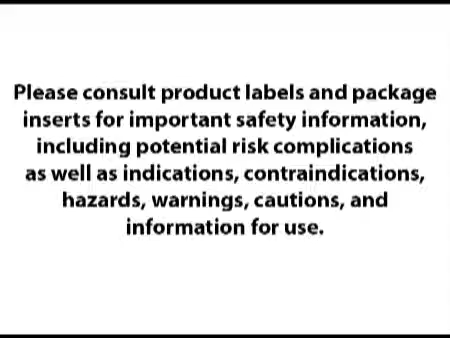 Please consult product labels and package
inserts for important safety information,
including potential risk complications
as well as indications, contraindications,
hazards, warnings, cautions, and
information for use.